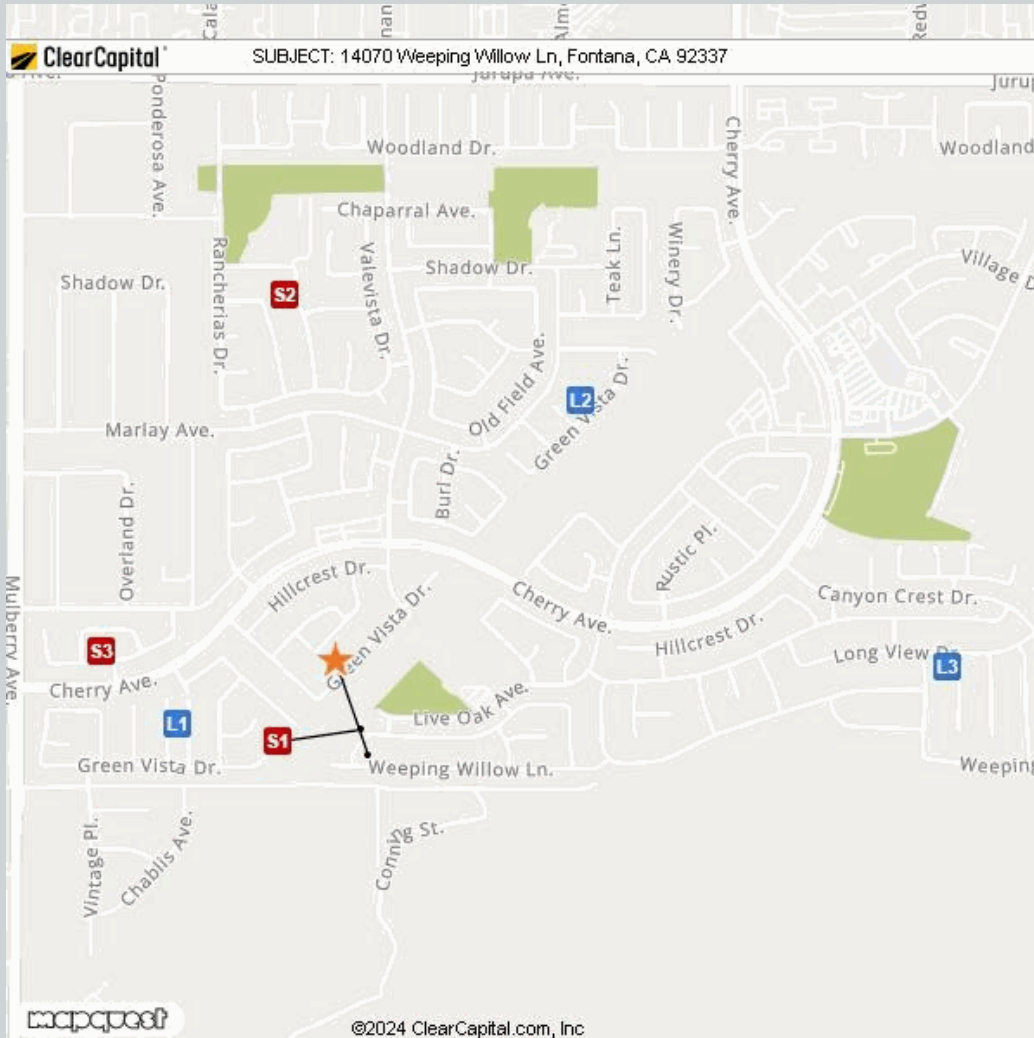 ClearCapital
SUBJECT: 14070 Weeping Willow Ln, Fontana, CA 92337
Jurupa Ave.
Ponderosa Ave.
Woodland Dr.
Cherry Ave.
Woodland
Chaparral Ave.
Rancherias Dr.
Valevista Dr.
Teak Ln.
Winery Dr.
Village D
Shadow Dr.
Shadow Dr.
S2
Old Field Ave.
L2
Green Vista Dr.
Marlay Ave.
Burl Dr.
Overland Dr.
Rustic Pl.
Hillcrest Dr.
Mulberry Ave.
Cherry Ave.
Canyon Crest Dr.
Hillcrest Dr.
Green Vista Dr.
Long View Dr.
S3
L3
Cherry Ave.
L1
Live Oak Ave.
S1
Green Vista Dr.
Weeping Willow Ln.
Weeping
Vintage Pl.
Chablis Ave.
Conning St.
mapquest
©2024 ClearCapital.com, Inc